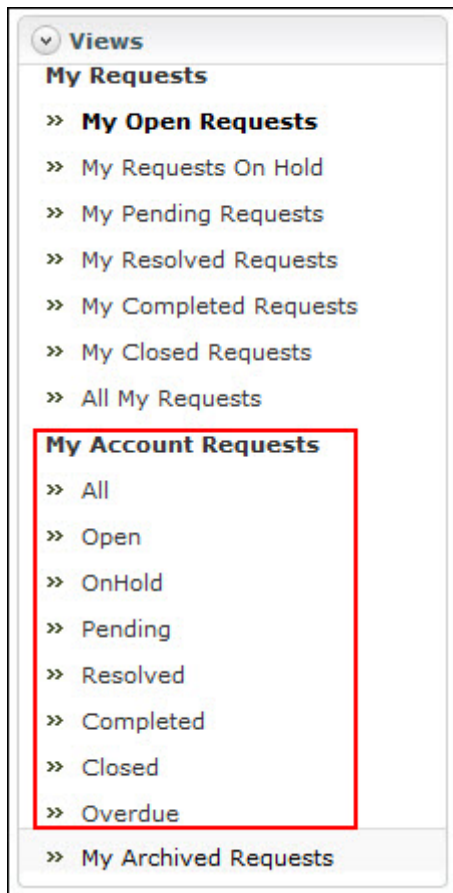 Views
My Requests
» My Open Requests
» My Requests On Hold
» My Pending Requests
» My Resolved Requests
» My Completed Requests
» My Closed Requests
» All My Requests
My Account Requests
» All
» Open
» OnHold
» Pending
» Resolved
» Completed
» Closed
» Overdue
» My Archived Requests